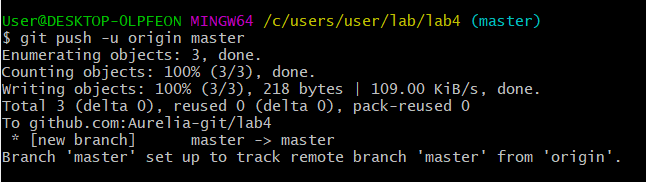 User@DESKTOP-OLPFEON MINGW64 /c/users/user/lab/lab4 (master)
$ git push -u origin master
Enumerating objects: 3, done.
Counting objects: 100% (3/3), done.
Writing objects: 100% (3/3), 218 bytes | 109.00 KiB/s, done.
Total 3 (delta 0), reused 0 (delta 0), pack-reused 0
To github.com:Aurelia-git/lab4
 * [new branch]      master -> master
Branch 'master' set up to track remote branch 'master' from 'origin'.